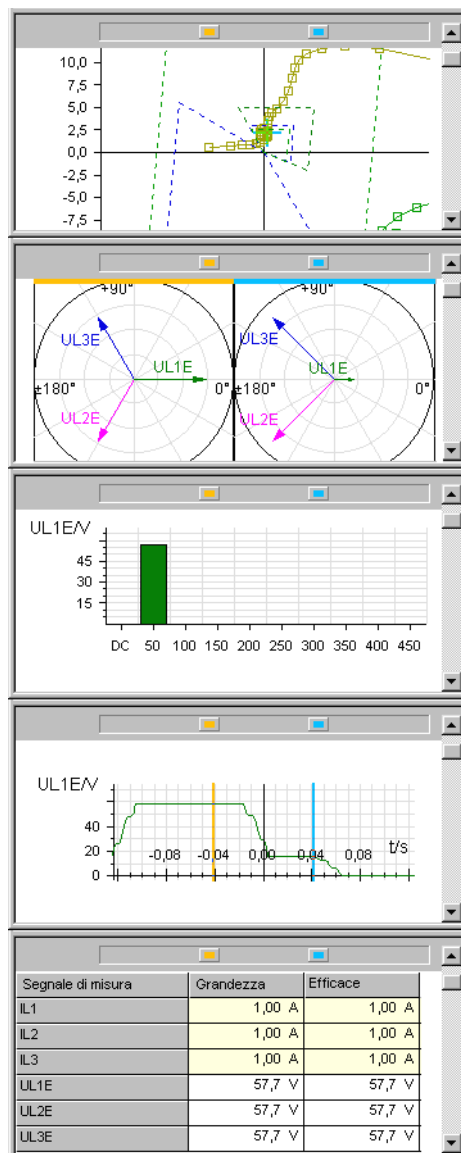 10,0
7,5
5,0
2,5
0,0
-2,5
-5,0
-7,5
+90° +90°
UL3E UL1E UL3E UL1E
±180° 0° ±180° 0°
UL2E UL2E
UL1E/V
45
30
15
DC 50 100 150 200 250 300 350 400 450
UL1E/V
40
20
0
-0,08 -0,04 0,00 0,04 0,08 t/s
Segnale di misura Grandezza Efficace
IL1 1,00 A 1,00 A
IL2 1,00 A 1,00 A
IL3 1,00 A 1,00 A
UL1E 57,7 V 57,7 V
UL2E 57,7 V 57,7 V
UL3E 57,7 V 57,7 V